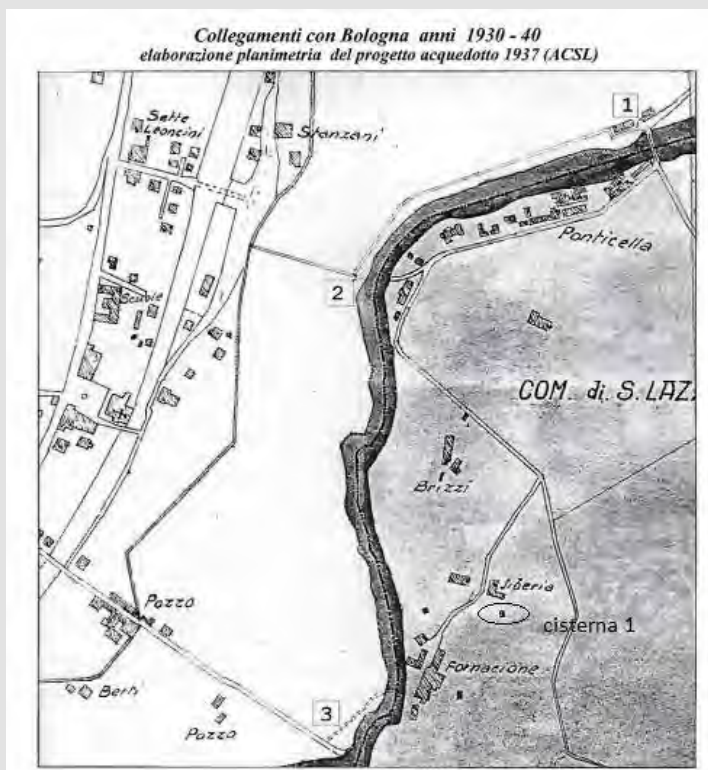 Collegamenti con Bologna anni 1930 - 40
elaborazione planimetria del progetto acquedotto 1937 (ACSL)
1
Sette
Leoncini
Stanzani
Ponticella
2
Scuole
COM. di S. LAZ
Brizzi
Siberia
cisterna 1
Pozzo
Fornacione
Berti
3
Pozzo